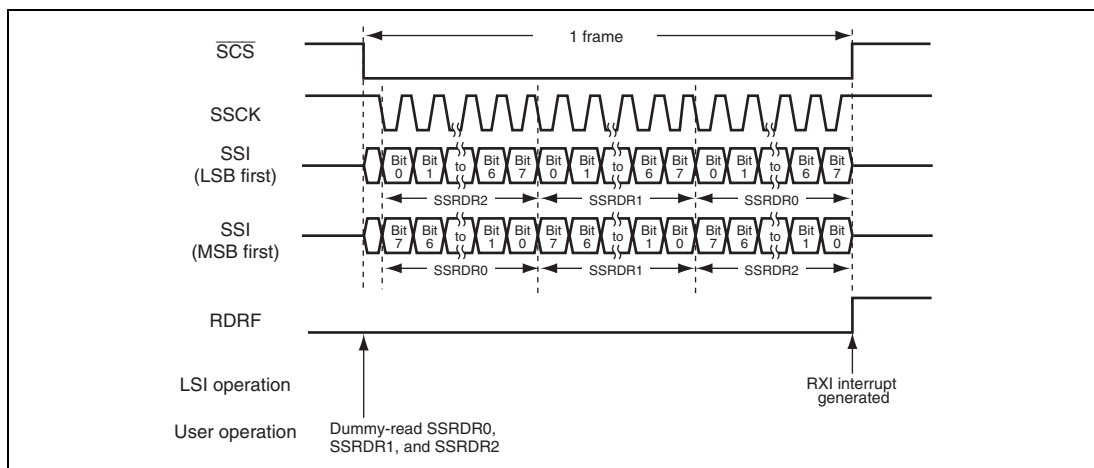 1 frame
SCS
SSCK
SSI
(LSB first)
Bit 0 Bit 1 to Bit 6 Bit 7 Bit 0 Bit 1 to Bit 6 Bit 7 Bit 0 Bit 1 to Bit 6 Bit 7
SSRDR2 SSRDR1 SSRDR0
SSI
(MSB first)
Bit 7 Bit 6 to Bit 1 Bit 0 Bit 7 Bit 6 to Bit 1 Bit 0 Bit 7 Bit 6 to Bit 1 Bit 0
SSRDR0 SSRDR1 SSRDR2
RDRF
LSI operation
RXI interrupt
generated
User operation
Dummy-read SSRDR0,
SSRDR1, and SSRDR2